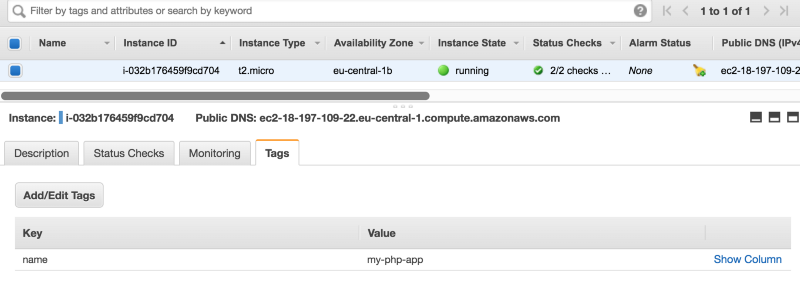 Filter by tags and attributes or search by keyword 1 to 1 of 1
Name Instance ID Instance Type Availability Zone Instance State Status Checks Alarm Status Public DNS (IPv4
i-032b176459f9cd704 t2.micro eu-central-1b running 2/2 checks ... None ec2-18-197-109-2
Instance: i-032b176459f9cd704 Public DNS: ec2-18-197-109-22.eu-central-1.compute.amazonaws.com
Description Status Checks Monitoring Tags
Add/Edit Tags
Key Value
name my-php-app Show Column